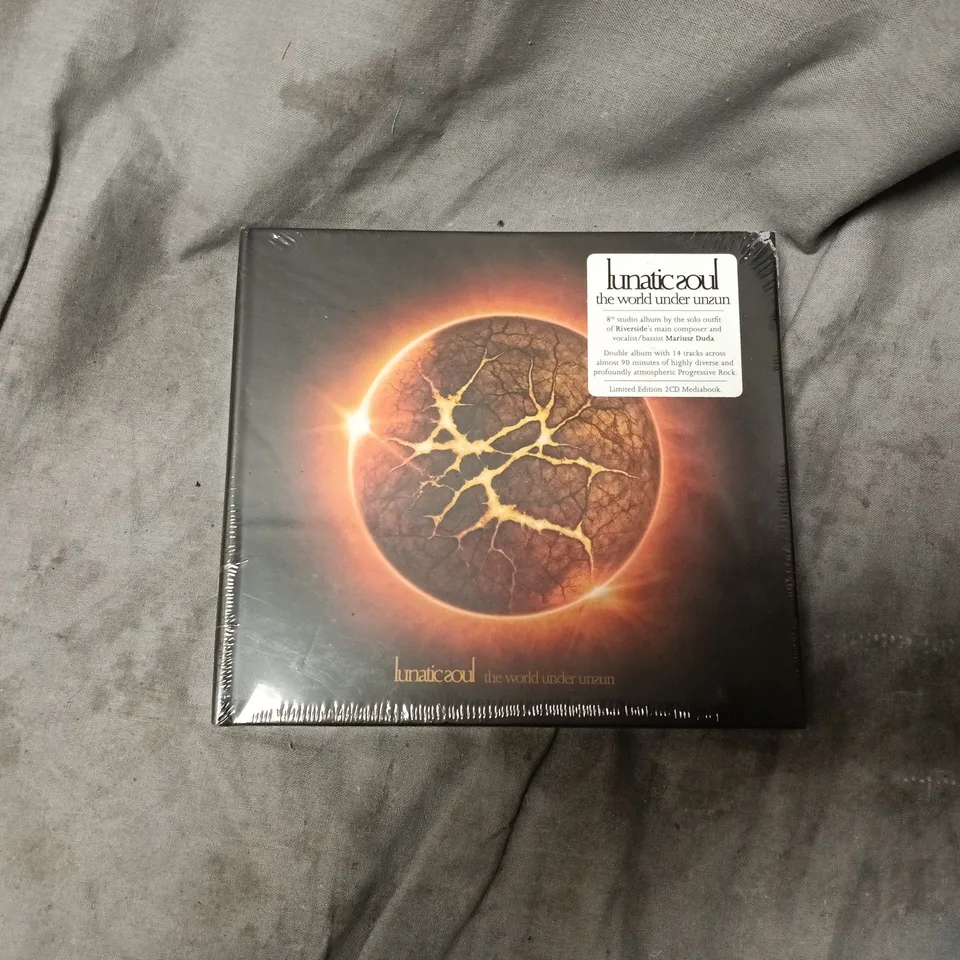 lunatic soul
the world under unsun
8th studio album by the solo outfit
of Riverside's main composer and
vocalist/bassist Mariusz Duda.
Double album with 14 tracks across
almost 90 minutes of highly diverse and
profoundly atmospheric Progressive Rock.
Limited Edition 2CD Mediabook.
lunatic soul the world under unsun